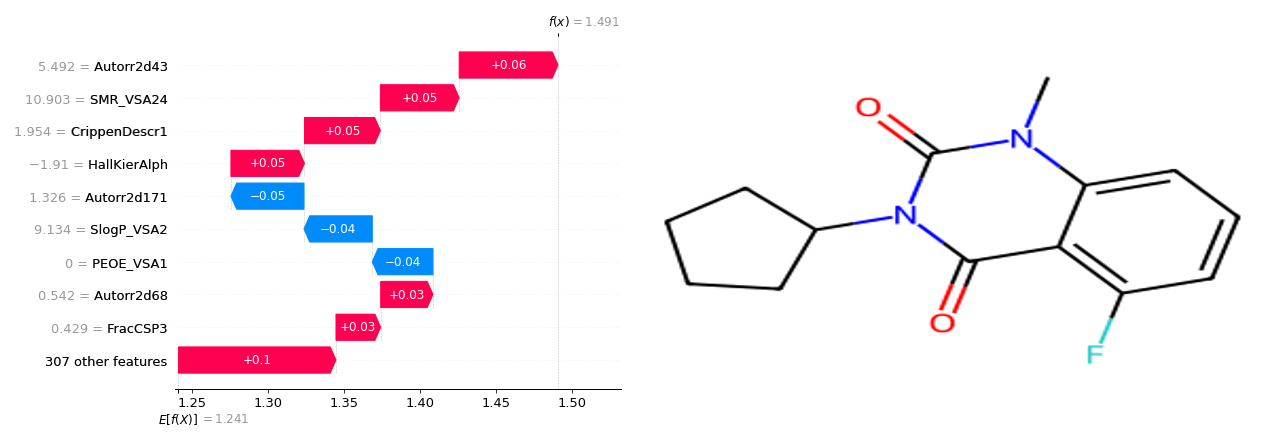 f(x) = 1.491
5.492 = Autorr2d43 +0.06
10.903 = SMR_VSA24 +0.05
1.954 = CrippenDescr1 +0.05
−1.91 = HallKierAlph +0.05
1.326 = Autorr2d171 −0.05
9.134 = SlogP_VSA2 −0.04
0 = PEOE_VSA1 −0.04
0.542 = Autorr2d68 +0.03
0.429 = FracCSP3 +0.03
307 other features +0.1
1.25 1.30 1.35 1.40 1.45 1.50
E[f(X)] = 1.241
O
N
N
O
F